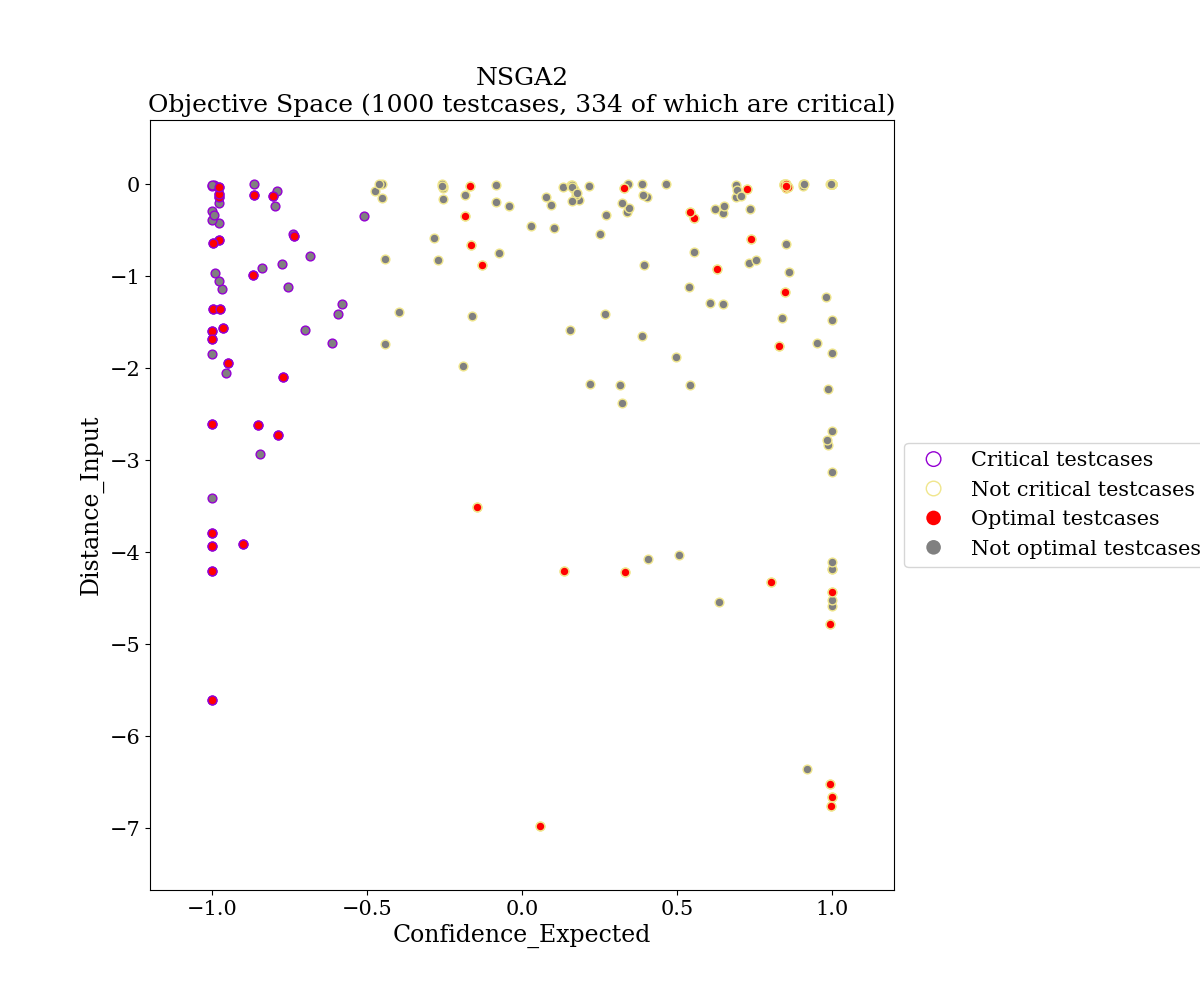 NSGA2
Objective Space (1000 testcases, 334 of which are critical)
0
−1
−2
−3
−4
−5
−6
−7
Distance_Input
−1.0
−0.5
0.0
0.5
1.0
Confidence_Expected
Critical testcases
Not critical testcases
Optimal testcases
Not optimal testcases